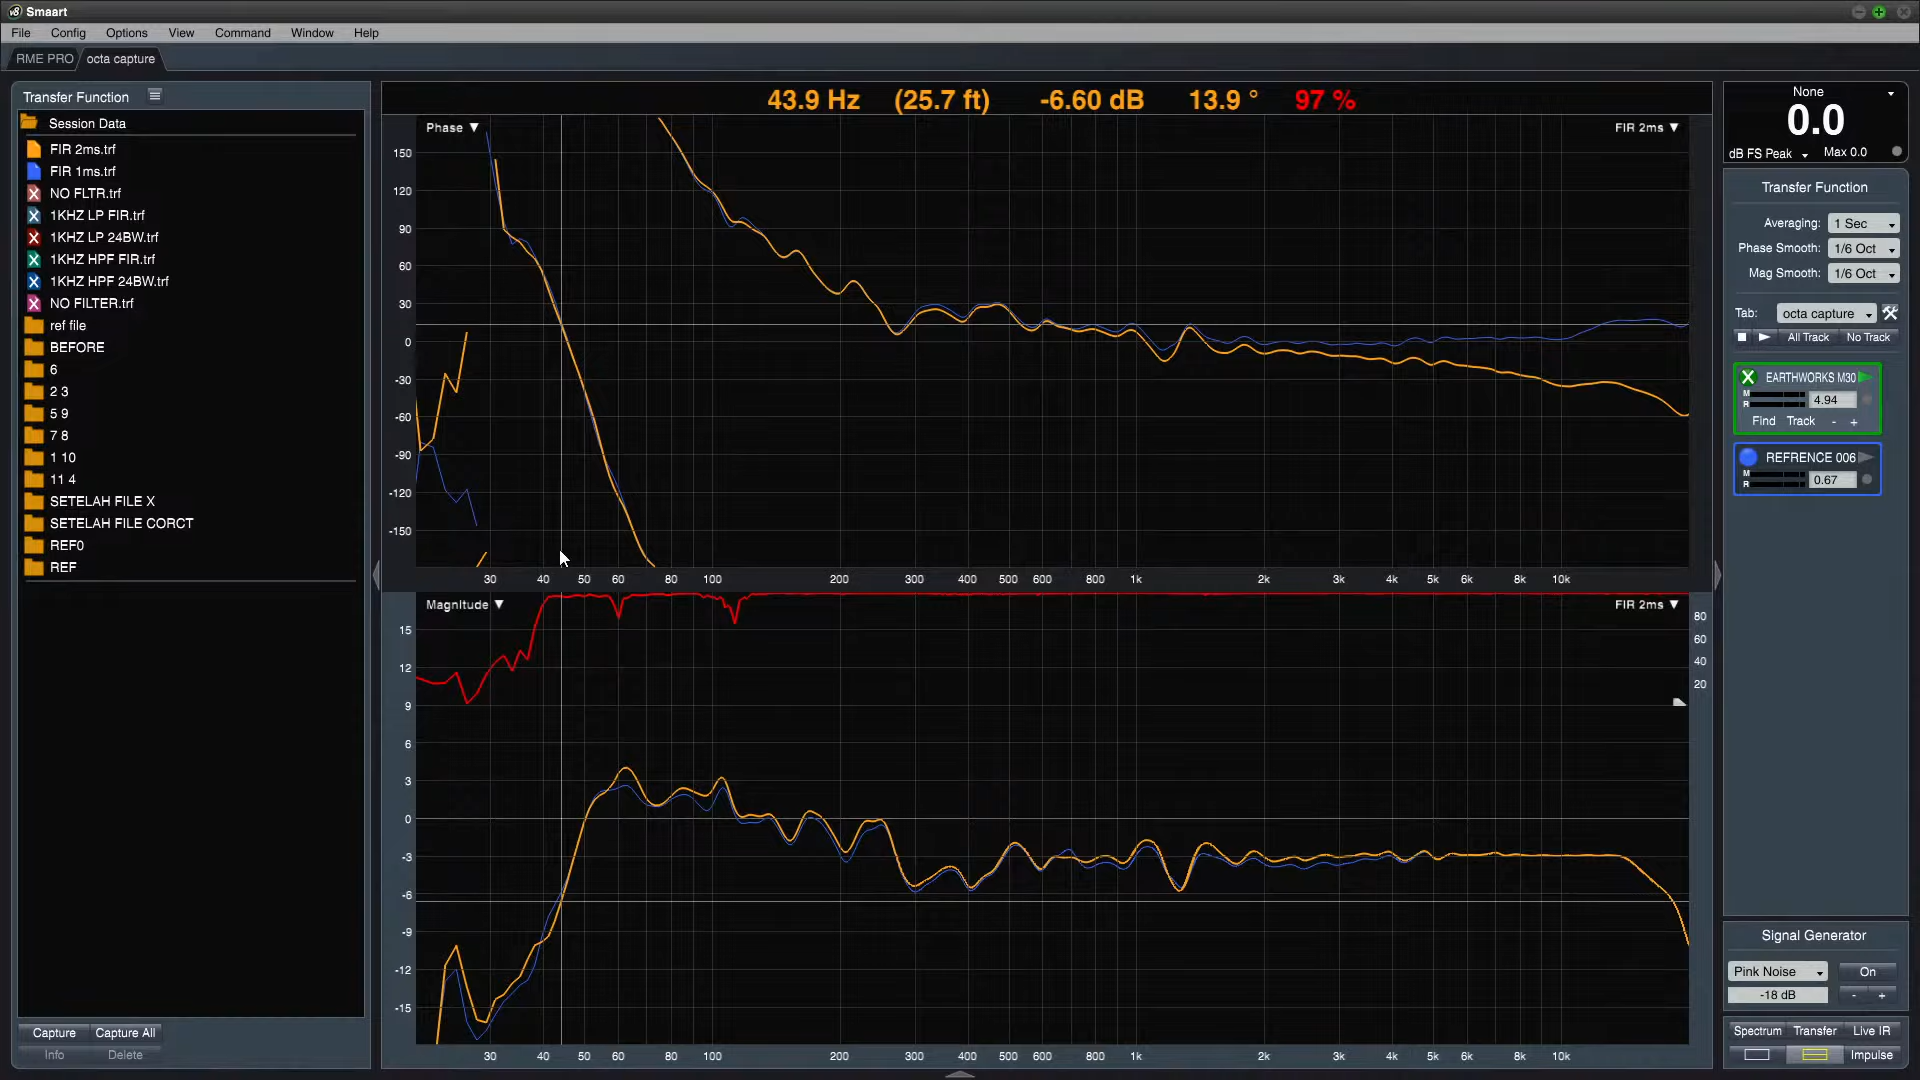 v8 Smaart
File Config Options View Command Window Help
RME PRO octa capture
Transfer Function
Session Data
FIR 2ms.trf
FIR 1ms.trf
NO FLTR.trf
1KHZ LP FIR.trf
1KHZ LP 24BW.trf
1KHZ HPF FIR.trf
1KHZ HPF 24BW.trf
NO FILTER.trf
ref file
BEFORE
6
2 3
5 9
7 8
1 10
11 4
SETELAH FILE X
SETELAH FILE CORCT
REF0
REF
Capture Capture All
Info Delete
43.9 Hz (25.7 ft) -6.60 dB 13.9 ° 97 %
Phase ▼ FIR 2ms ▼
150
120
90
60
30
0
-30
-60
-90
-120
-150
30 40 50 60 80 100 200 300 400 500 600 800 1k 2k 3k 4k 5k 6k 8k 10k
Magnitude ▼ FIR 2ms ▼
15
12
9
6
3
0
-3
-6
-9
-12
-15
80
60
40
20
30 40 50 60 80 100 200 300 400 500 600 800 1k 2k 3k 4k 5k 6k 8k 10k
None
0.0
dB FS Peak Max 0.0
Transfer Function
Averaging: 1 Sec
Phase Smooth: 1/6 Oct
Mag Smooth: 1/6 Oct
Tab: octa capture
All Track No Track
EARTHWORKS M30
M
R 4.94
Find Track - +
REFRENCE 006
M
R 0.67
Signal Generator
Pink Noise On
-18 dB - +
Spectrum Transfer Live IR
Impulse